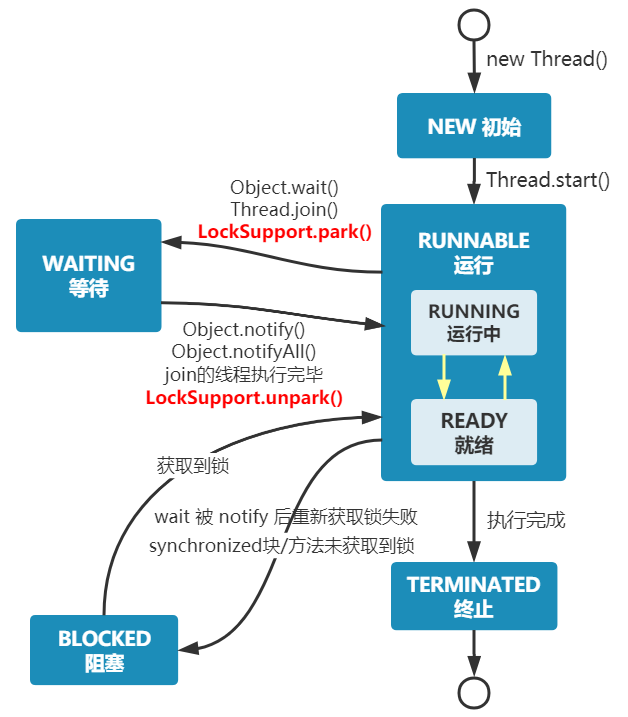 new Thread()
NEW 初始
Thread.start()
Object.wait()
Thread.join()
LockSupport.park()
WAITING
等待
RUNNABLE
运行
RUNNING
运行中
Object.notify()
Object.notifyAll()
join的线程执行完毕
LockSupport.unpark()
READY
就绪
获取到锁
wait 被 notify 后重新获取锁失败
synchronized块/方法未获取到锁
执行完成
TERMINATED
终止
BLOCKED
阻塞